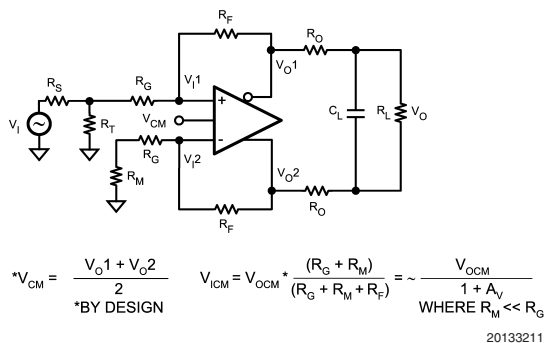 R_F
R_O
V_O1
R_S
R_G
V_I1
+
V_I
R_T
V_CM
C_L
R_L
V_O
-
R_G
V_I2
V_O2
R_M
R_O
R_F
*V_CM = V_O1 + V_O2 / 2
*BY DESIGN
V_ICM = V_OCM * (R_G + R_M) / (R_G + R_M + R_F) = ~ V_OCM / 1 + A_V
WHERE R_M << R_G
20133211